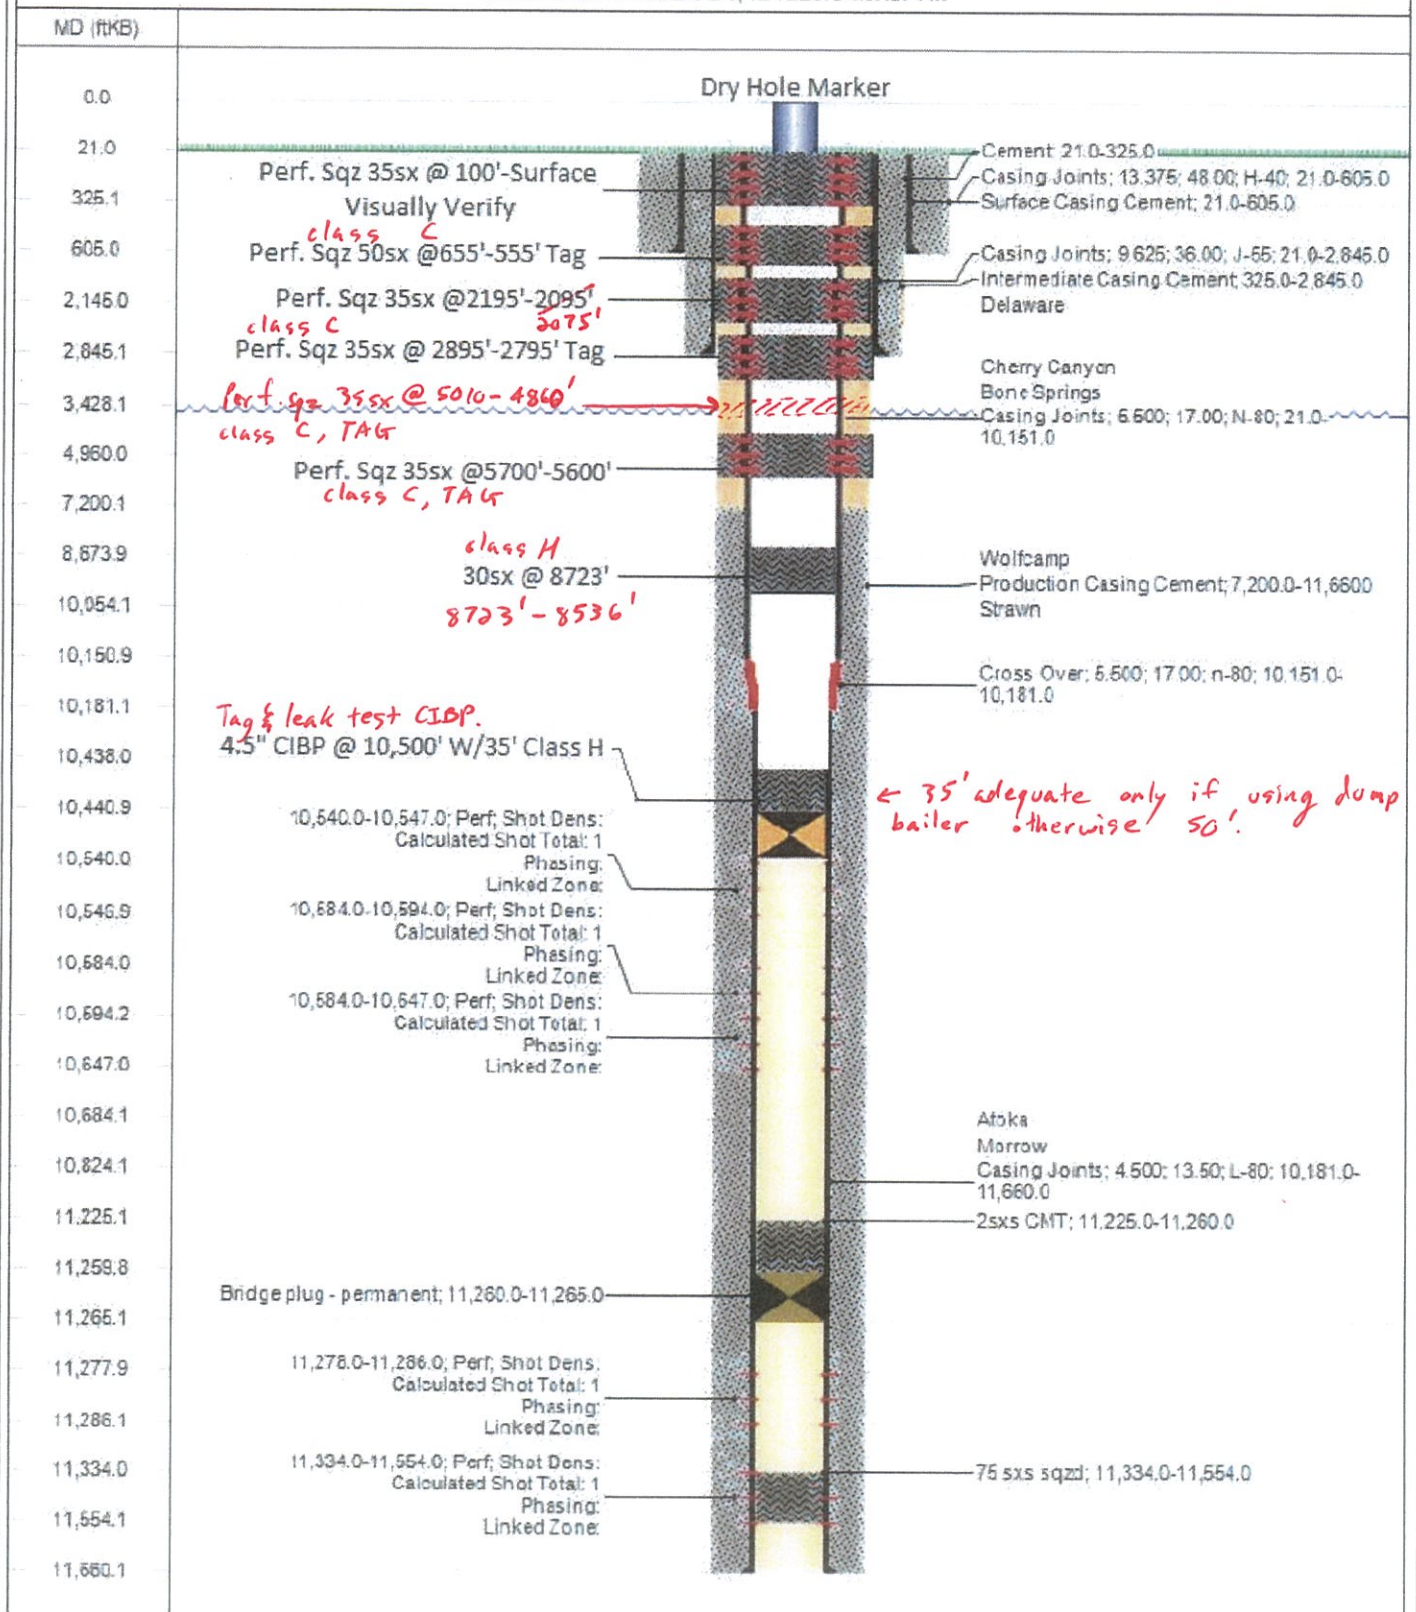 MD (ftKB)
0.0
21.0
325.1
605.0
2,145.0
2,845.1
3,428.1
4,960.0
7,200.1
8,673.9
10,054.1
10,150.9
10,181.1
10,438.0
10,440.9
10,540.0
10,546.9
10,584.0
10,594.2
10,647.0
10,684.1
10,824.1
11,225.1
11,259.8
11,265.1
11,277.9
11,286.1
11,334.0
11,554.1
11,660.1
Dry Hole Marker
Perf. Sqz 35sx @ 100'-Surface
Visually Verify
class C
Perf. Sqz 50sx @655'-555' Tag
Perf. Sqz 35sx @2195'-2095'
2075'
class C
Perf. Sqz 35sx @ 2895'-2795' Tag
Perf. sqz 35sx @ 5010-4860'
class C, TAG
Perf. Sqz 35sx @5700'-5600'
class C, TAG
class H
30sx @ 8723'
8723'-8536'
Tag & leak test CIBP.
4.5" CIBP @ 10,500' W/35' Class H
10,540.0-10,547.0; Perf; Shot Dens:
Calculated Shot Total: 1
Phasing:
Linked Zone:
10,584.0-10,594.0; Perf; Shot Dens:
Calculated Shot Total: 1
Phasing:
Linked Zone:
10,584.0-10,647.0; Perf; Shot Dens:
Calculated Shot Total: 1
Phasing:
Linked Zone:
Bridge plug - permanent; 11,260.0-11,265.0
11,278.0-11,286.0; Perf; Shot Dens:
Calculated Shot Total: 1
Phasing:
Linked Zone:
11,334.0-11,554.0; Perf; Shot Dens:
Calculated Shot Total: 1
Phasing:
Linked Zone:
Cement; 21.0-325.0
Casing Joints; 13.375; 48.00; H-40; 21.0-605.0
Surface Casing Cement; 21.0-605.0
Casing Joints; 9.625; 36.00; J-55; 21.0-2,845.0
Intermediate Casing Cement; 325.0-2,845.0
Delaware
Cherry Canyon
Bone Springs
Casing Joints; 5.500; 17.00; N-80; 21.0-
10,151.0
Wolfcamp
Production Casing Cement; 7,200.0-11,6600
Strawn
Cross Over; 5.500; 17.00; n-80; 10,151.0-
10,181.0
← 35' adequate only if using dump
bailer otherwise 50'.
Atoka
Morrow
Casing Joints; 4.500; 13.50; L-80; 10,181.0-
11,660.0
2sxs CMT; 11,225.0-11,260.0
75 sxs sqzd; 11,334.0-11,554.0